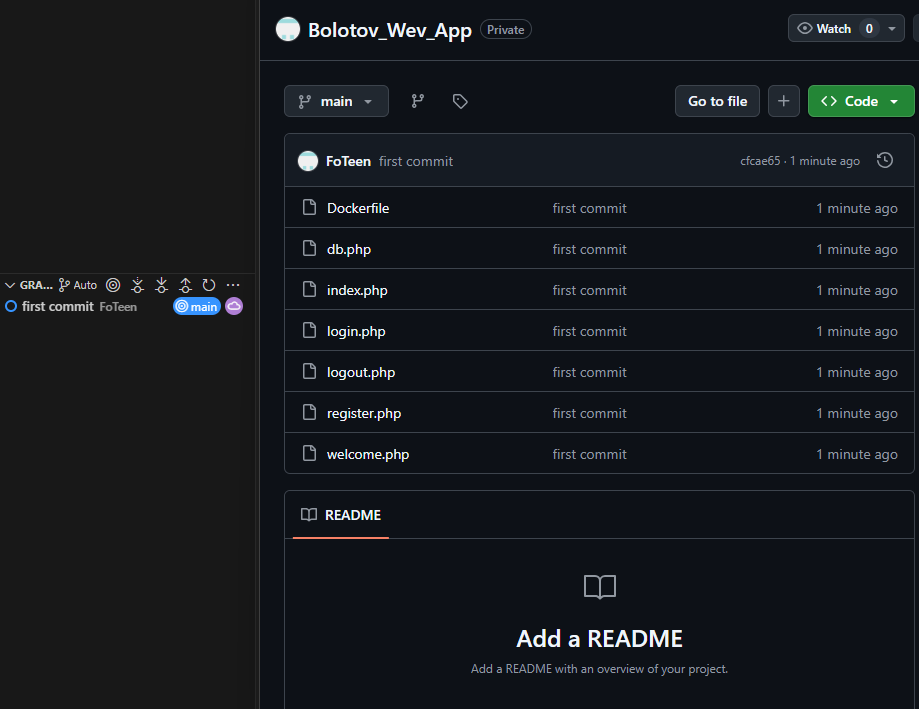 Bolotov_Wev_App Private
Watch 0
main
Go to file
Code
FoTeen first commit
cfcae65 · 1 minute ago
Dockerfile first commit 1 minute ago
db.php first commit 1 minute ago
index.php first commit 1 minute ago
login.php first commit 1 minute ago
logout.php first commit 1 minute ago
register.php first commit 1 minute ago
welcome.php first commit 1 minute ago
README
Add a README
Add a README with an overview of your project.
GRA... Auto
first commit FoTeen main